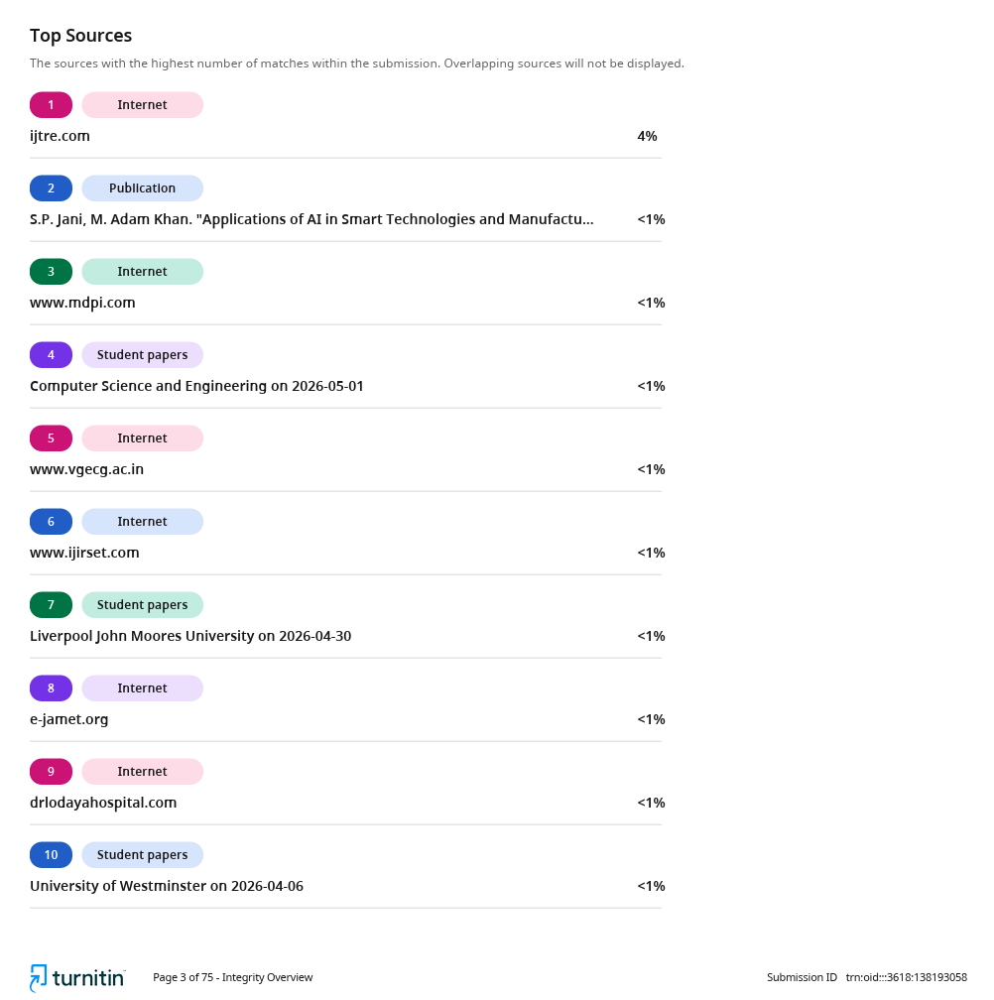 Top Sources
The sources with the highest number of matches within the submission. Overlapping sources will not be displayed.
1 Internet
ijtre.com 4%
2 Publication
S.P. Jani, M. Adam Khan. "Applications of AI in Smart Technologies and Manufactu... <1%
3 Internet
www.mdpi.com <1%
4 Student papers
Computer Science and Engineering on 2026-05-01 <1%
5 Internet
www.vgecg.ac.in <1%
6 Internet
www.ijirset.com <1%
7 Student papers
Liverpool John Moores University on 2026-04-30 <1%
8 Internet
e-jamet.org <1%
9 Internet
drlodayahospital.com <1%
10 Student papers
University of Westminster on 2026-04-06 <1%
turnitin Page 3 of 75 - Integrity Overview Submission ID trn:oid:::3618:138193058